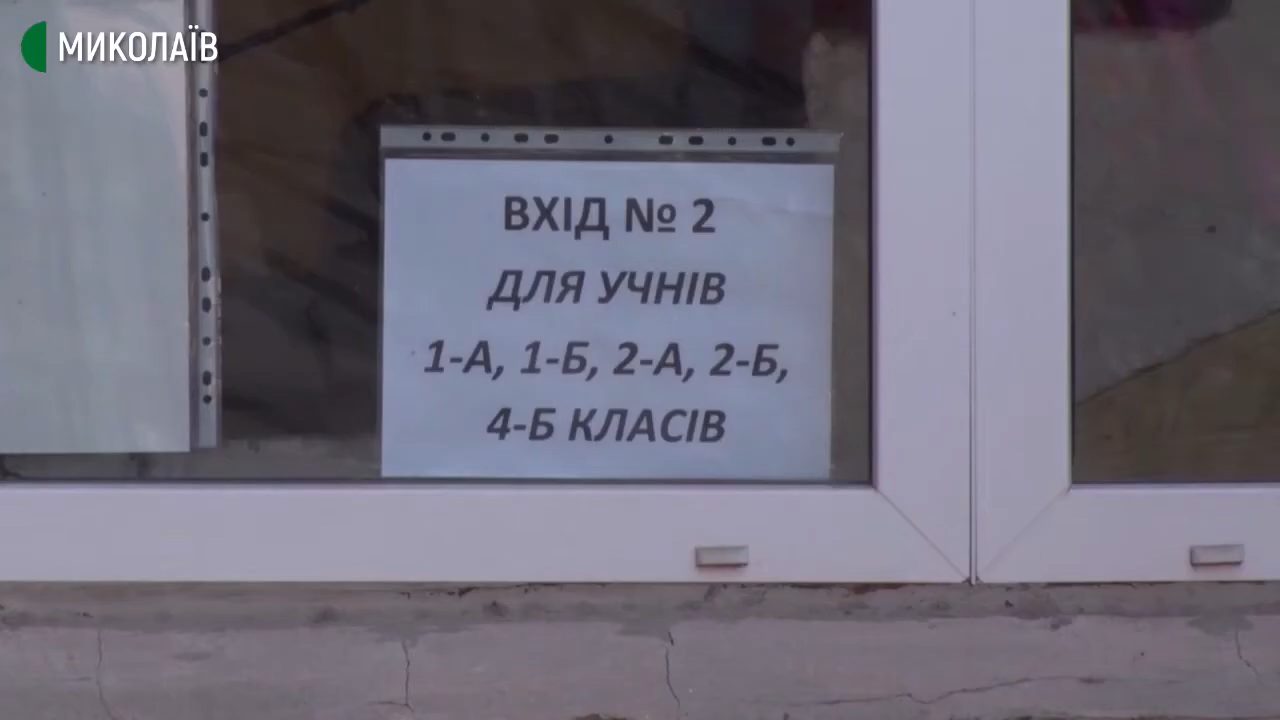 МИКОЛАЇВ
ВХІД № 2
ДЛЯ УЧНІВ
1-А, 1-Б, 2-А, 2-Б,
4-Б КЛАСІВ